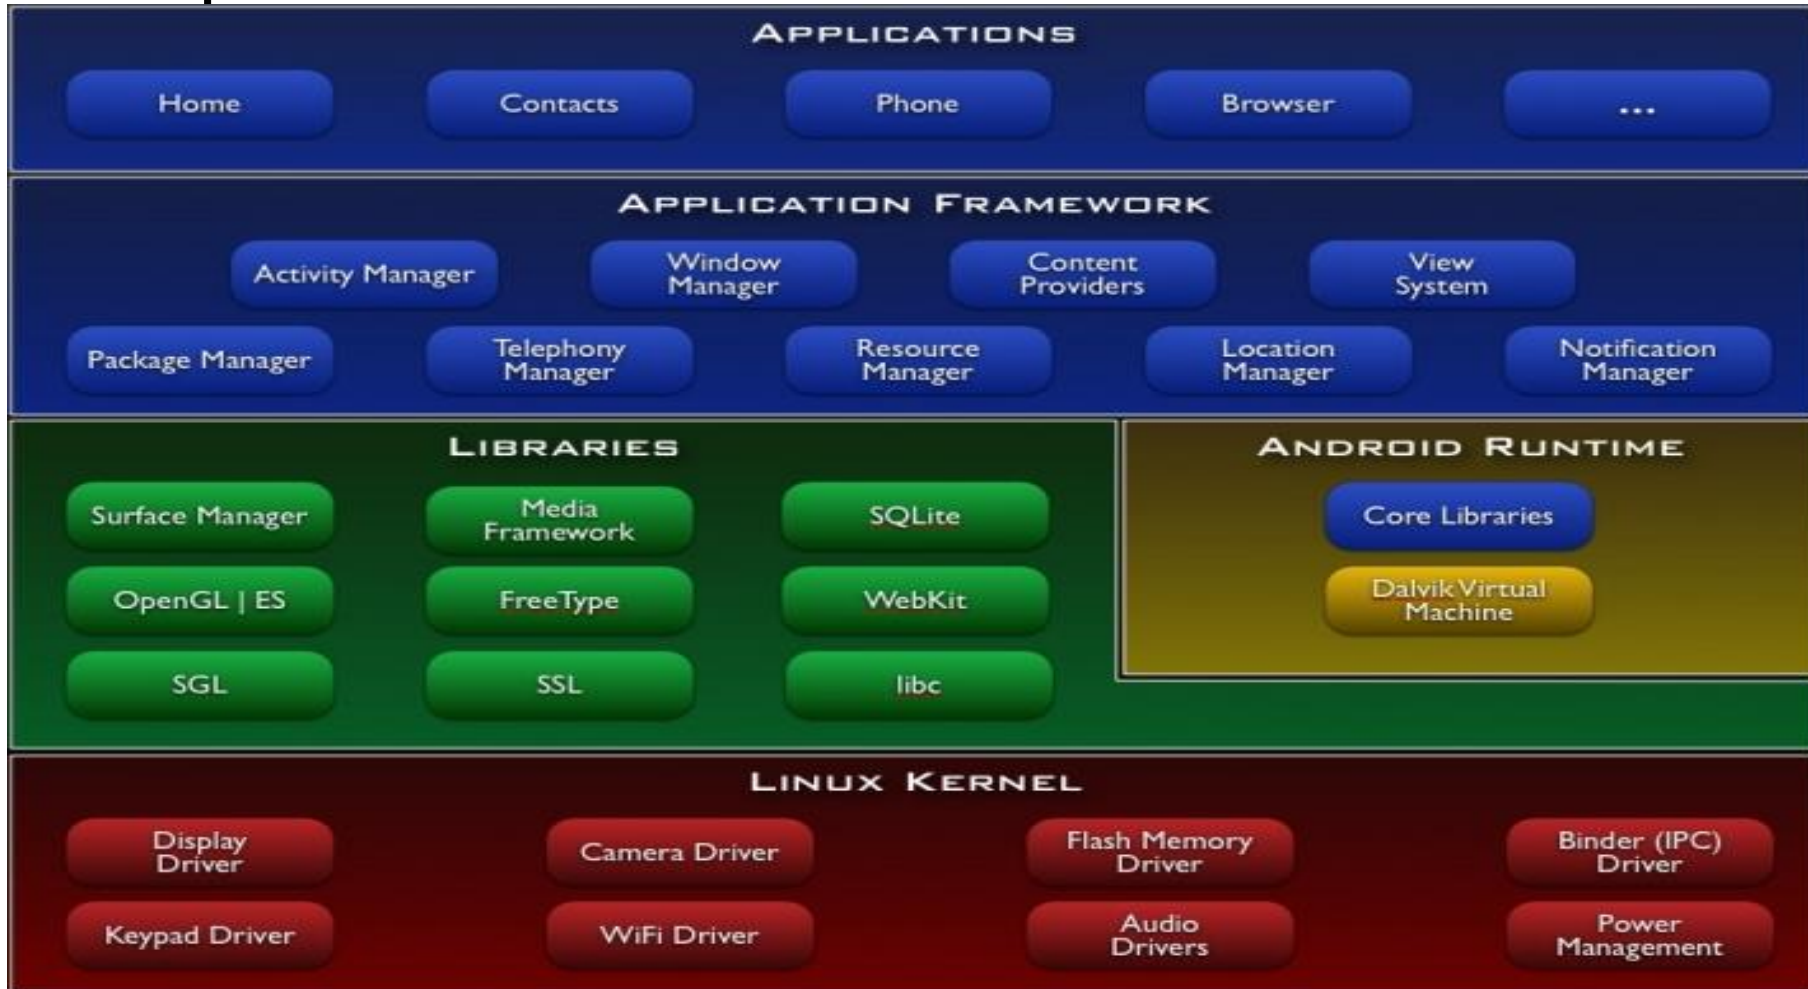 APPLICATIONS
Home
Contacts
Phone
Browser
...
APPLICATION FRAMEWORK
Activity Manager
Window
Manager
Content
Providers
View
System
Package Manager
Telephony
Manager
Resource
Manager
Location
Manager
Notification
Manager
LIBRARIES
Surface Manager
Media
Framework
SQLite
OpenGL | ES
FreeType
WebKit
SGL
SSL
libc
ANDROID RUNTIME
Core Libraries
Dalvik Virtual
Machine
LINUX KERNEL
Display
Driver
Camera Driver
Flash Memory
Driver
Binder (IPC)
Driver
Keypad Driver
WiFi Driver
Audio
Drivers
Power
Management